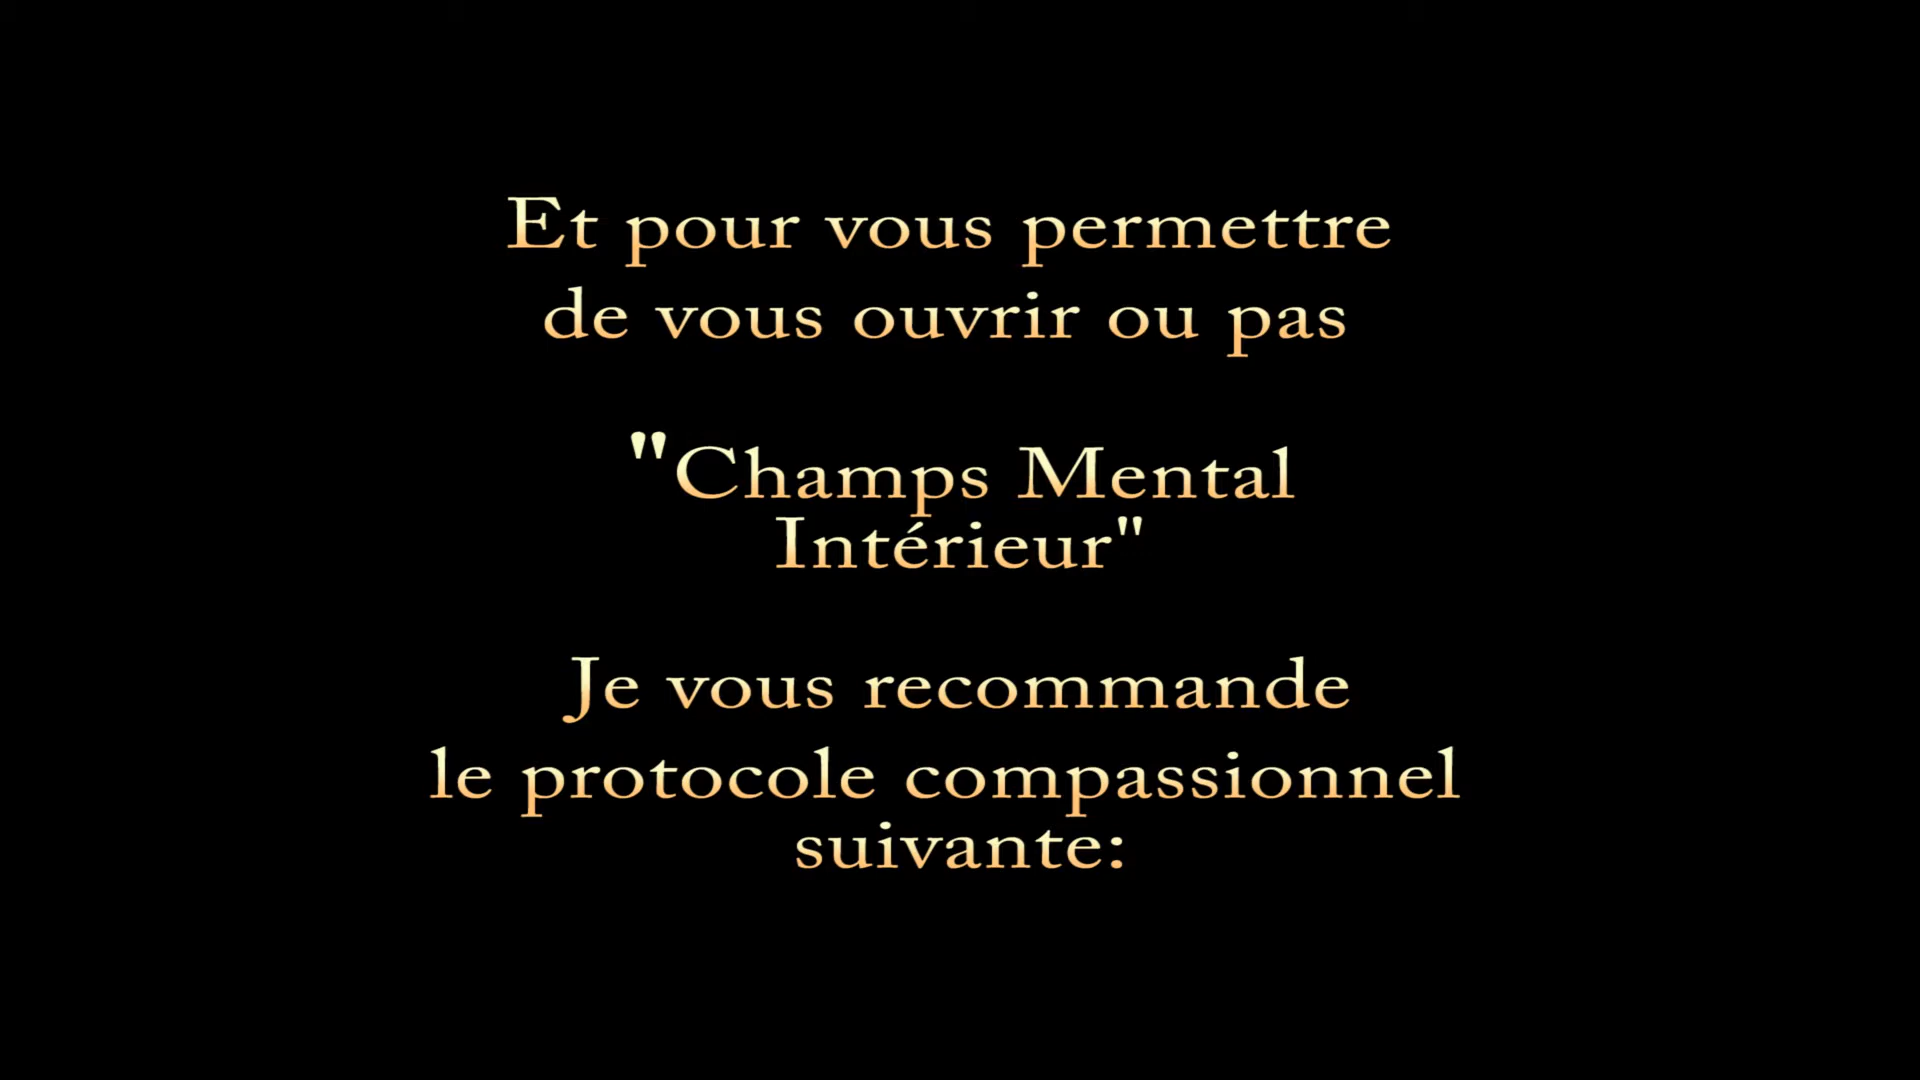 Et pour vous permettre
de vous ouvrir ou pas
"Champs Mental
Intérieur"
Je vous recommande
le protocole compassionnel
suivante: